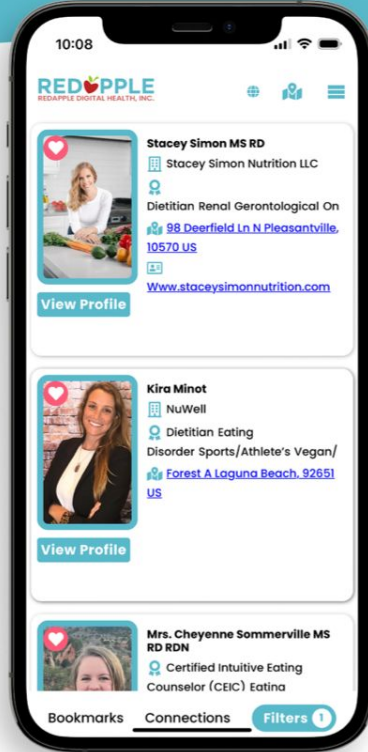 10:08
REDAPPLE
REDAPPLE DIGITAL HEALTH, INC.
Stacey Simon MS RD
Stacey Simon Nutrition LLC
Dietitian Renal Gerontological On
98 Deerfield Ln N Pleasantville,
10570 US
Www.staceysimonnutrition.com
View Profile
Kira Minot
NuWell
Dietitian Eating
Disorder Sports/Athlete's Vegan/
Forest A Laguna Beach, 92651
US
View Profile
Mrs. Cheyenne Sommerville MS
RD RDN
Certified Intuitive Eating
Counselor (CEIC) Eating
Bookmarks Connections Filters 1